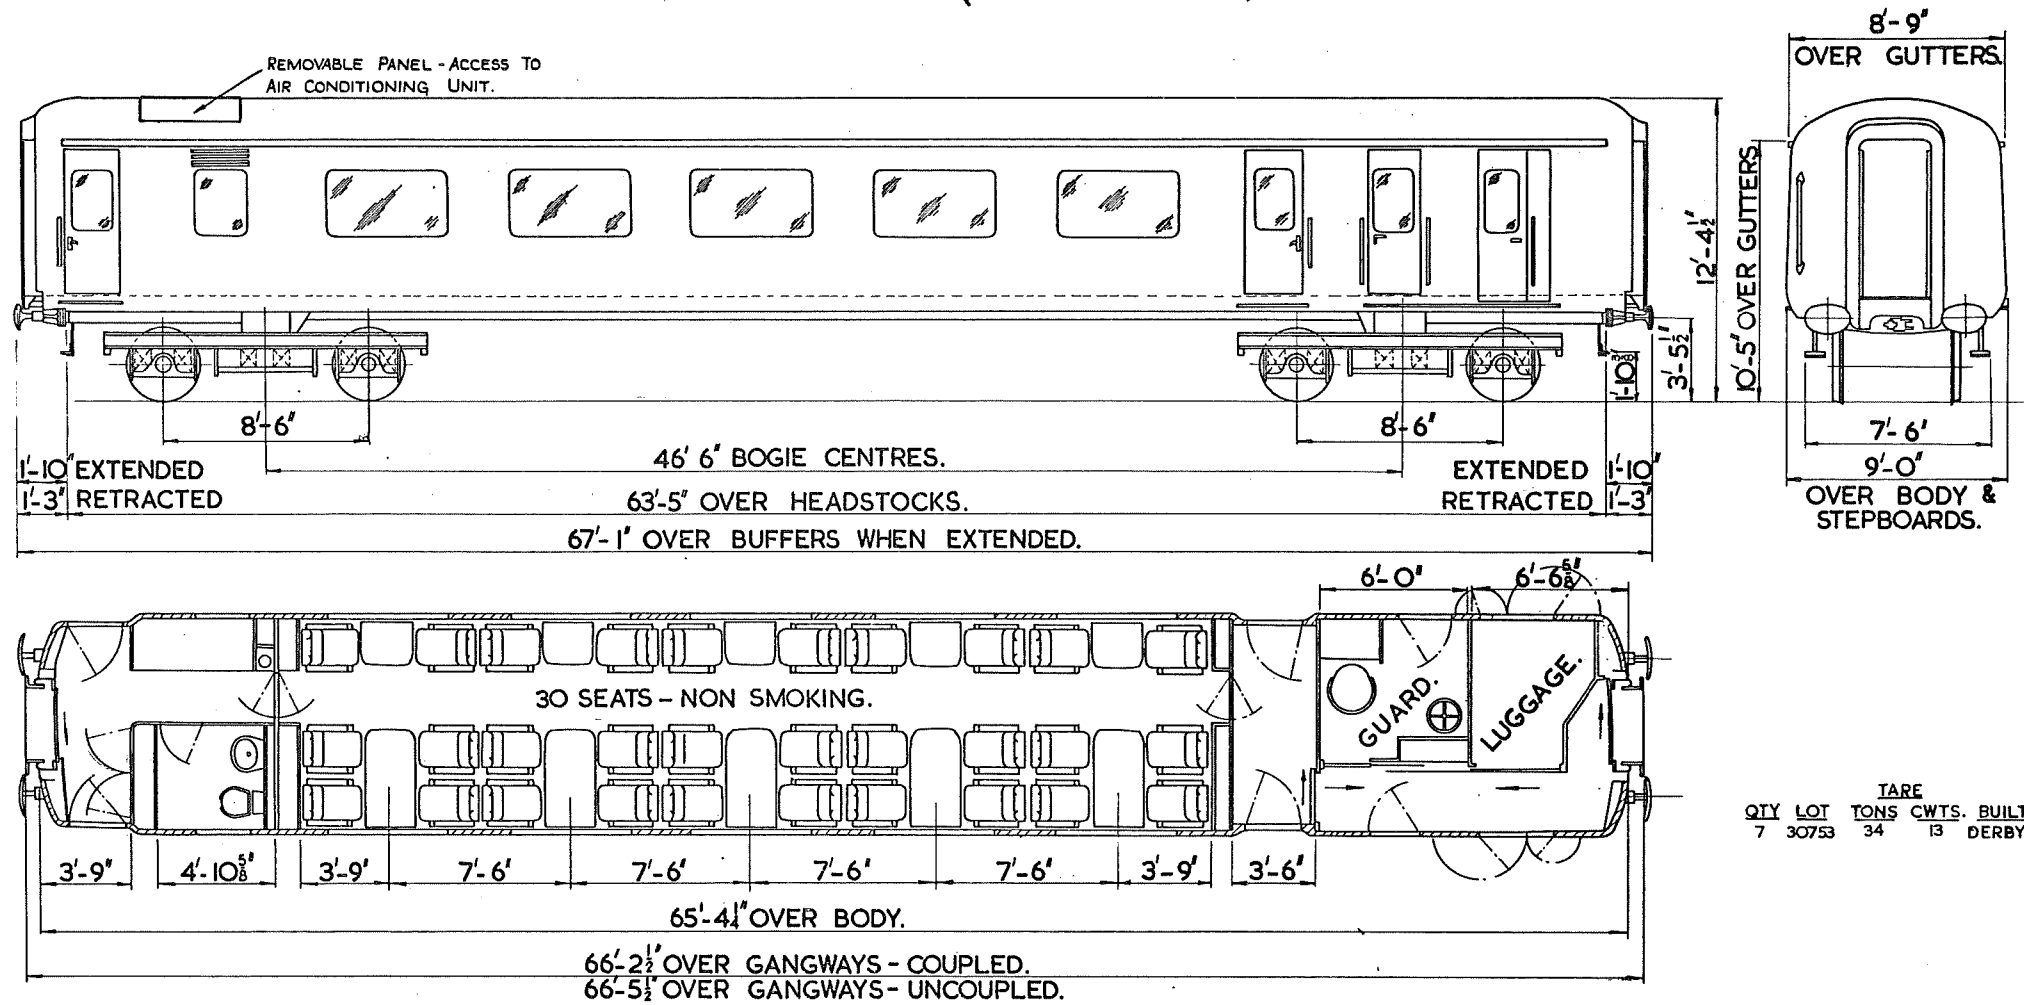 8'-9"
OVER GUTTERS.
REMOVABLE PANEL - ACCESS TO
AIR CONDITIONING UNIT.
12'-4½"
10'-5" OVER GUTTERS.
3'-5½"
1'-10⅜"
8'-6"
8'-6"
7'-6"
46' 6" BOGIE CENTRES.
9'-0"
OVER BODY &
STEPBOARDS.
1'-10" EXTENDED
EXTENDED 1'-10"
1'-3" RETRACTED
63'-5" OVER HEADSTOCKS.
RETRACTED 1'-3"
67'-1" OVER BUFFERS WHEN EXTENDED.
6'-0"
6'-6⅝"
30 SEATS - NON SMOKING.
GUARD.
LUGGAGE.
TARE
QTY LOT TONS CWTS. BUILT
7 30753 34 13 DERBY
3'-9" 4'-10⅝" 3'-9" 7'-6" 7'-6" 7'-6" 7'-6" 3'-9" 3'-6"
65'-4¼" OVER BODY.
66'-2½" OVER GANGWAYS - COUPLED.
66'-5½" OVER GANGWAYS - UNCOUPLED.